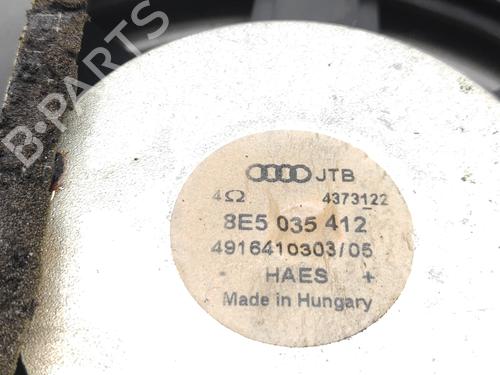 JTB
4Ω 4373122
8E5 035 412
4916410303/05
HAES +
Made in Hungary
B-PARTS